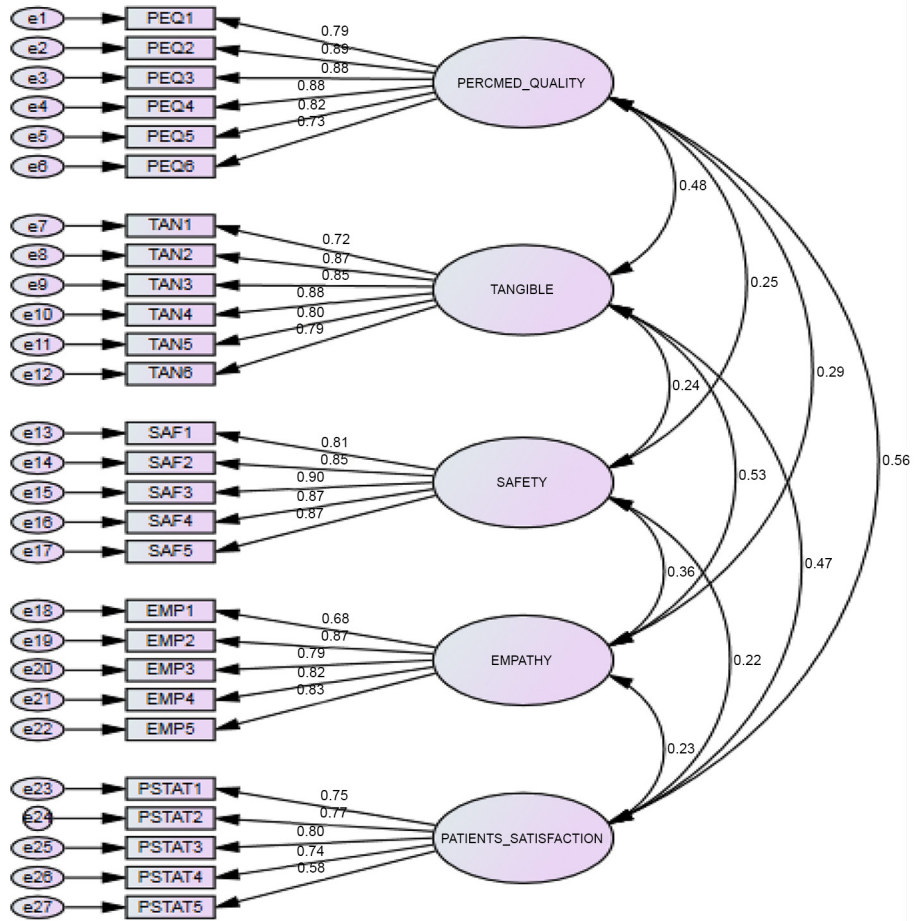 e1 PEQ1
0.79
e2 PEQ2
0.89
e3 PEQ3
0.88
e4 PEQ4
0.88
e5 PEQ5
0.82
e6 PEQ6
0.73
PERCMED_QUALITY
0.48
e7 TAN1
0.72
e8 TAN2
0.87
e9 TAN3
0.85
e10 TAN4
0.88
e11 TAN5
0.80
e12 TAN6
0.79
TANGIBLE
0.25
0.29
0.24
e13 SAF1
0.81
e14 SAF2
0.85
e15 SAF3
0.90
e16 SAF4
0.87
e17 SAF5
0.87
SAFETY
0.56
0.53
0.47
0.36
e18 EMP1
0.68
e19 EMP2
0.87
e20 EMP3
0.79
e21 EMP4
0.82
e22 EMP5
0.83
EMPATHY
0.22
0.23
e23 PSTAT1
0.75
e24 PSTAT2
0.77
e25 PSTAT3
0.80
e26 PSTAT4
0.74
e27 PSTAT5
0.58
PATIENTS_SATISFACTION